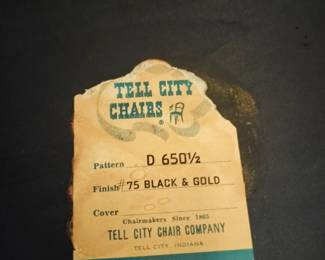 TELL CITY
CHAIRS
®
Pattern D 650½
Finish #75 BLACK & GOLD
Cover
Chairmakers Since 1865
TELL CITY CHAIR COMPANY
TELL CITY, INDIANA